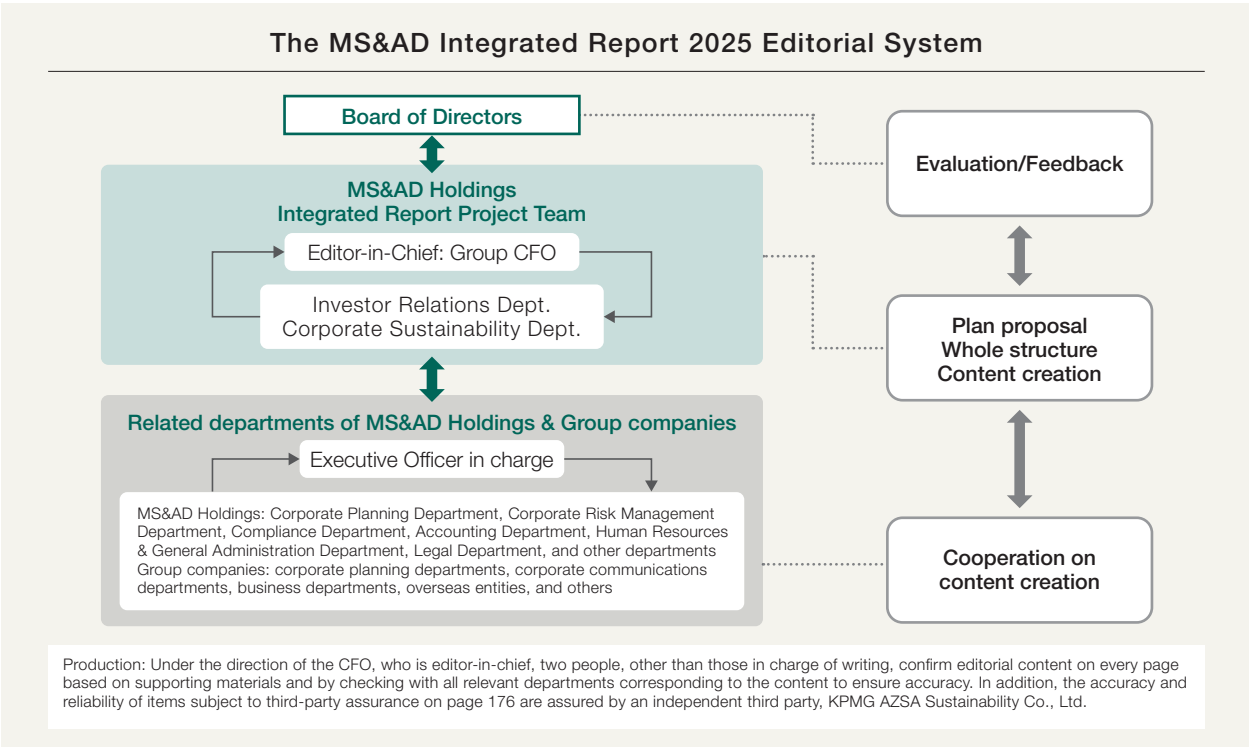 The MS&AD Integrated Report 2025 Editorial System
Board of Directors
MS&AD Holdings
Integrated Report Project Team
Editor-in-Chief: Group CFO
Investor Relations Dept.
Corporate Sustainability Dept.
Related departments of MS&AD Holdings & Group companies
Executive Officer in charge
MS&AD Holdings: Corporate Planning Department, Corporate Risk Management
Department, Compliance Department, Accounting Department, Human Resources
& General Administration Department, Legal Department, and other departments
Group companies: corporate planning departments, corporate communications
departments, business departments, overseas entities, and others
Evaluation/Feedback
Plan proposal
Whole structure
Content creation
Cooperation on
content creation
Production: Under the direction of the CFO, who is editor-in-chief, two people, other than those in charge of writing, confirm editorial content on every page
based on supporting materials and by checking with all relevant departments corresponding to the content to ensure accuracy. In addition, the accuracy and
reliability of items subject to third-party assurance on page 176 are assured by an independent third party, KPMG AZSA Sustainability Co., Ltd.